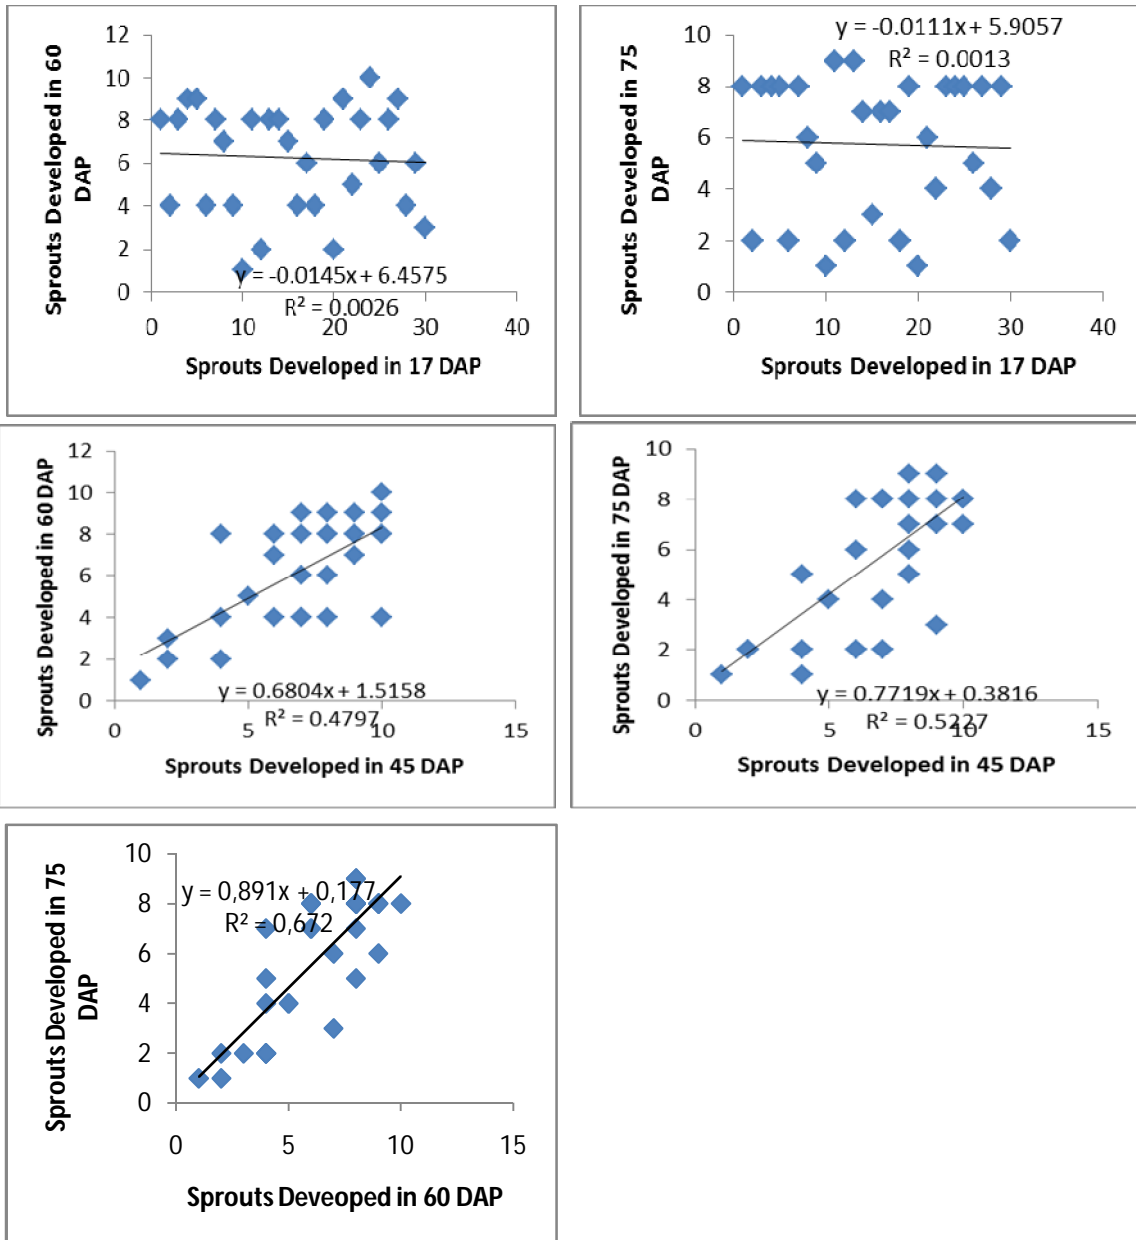 Sprouts Developed in 60
DAP
12
10
8
6
4
2
0
y = -0.0145x + 6.4575
R² = 0.0026
0 10 20 30 40
Sprouts Developed in 17 DAP
Sprouts Developed in 75
DAP
10
8
6
4
2
0
y = -0.0111x + 5.9057
R² = 0.0013
0 10 20 30 40
Sprouts Developed in 17 DAP
Sprouts Developed in 60 DAP
12
10
8
6
4
2
0
y = 0.6804x + 1.5158
R² = 0.4797
0 5 10 15
Sprouts Developed in 45 DAP
Sprouts Developed in 75 DAP
10
8
6
4
2
0
y = 0.7719x + 0.3816
R² = 0.5227
0 5 10 15
Sprouts Developed in 45 DAP
Sprouts Developed in 75
DAP
10
8
6
4
2
0
y = 0,891x + 0,177
R² = 0,672
0 5 10 15
Sprouts Deveoped in 60 DAP